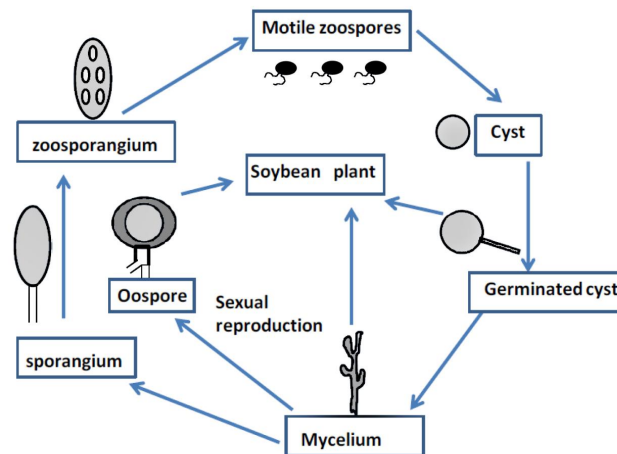 Motile zoospores
Cyst
zoosporangium
Soybean plant
Oospore
Germinated cyst
Sexual
reproduction
sporangium
Mycelium